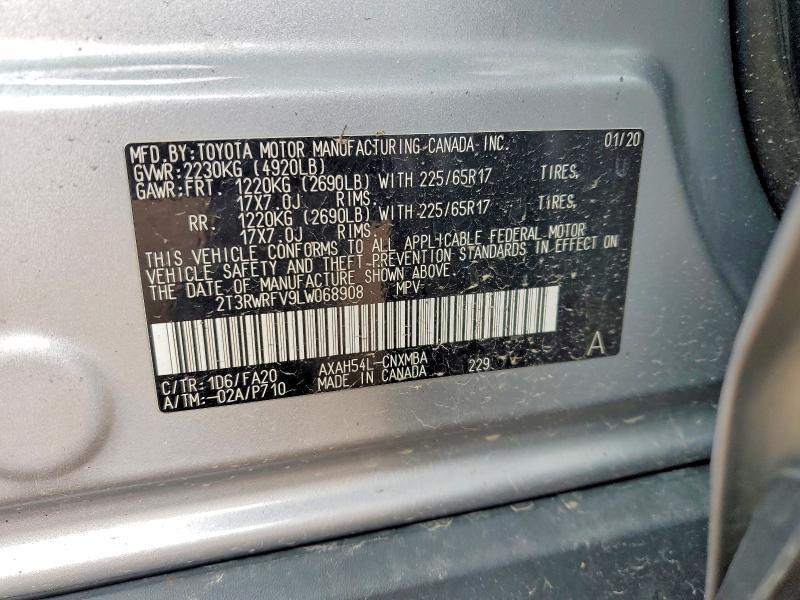 MFD.BY:TOYOTA MOTOR MANUFACTURING CANADA INC. 01/20
GVWR:2230KG (4920LB)
GAWR:FRT. 1220KG (2690LB) WITH 225/65R17 TIRES,
17X7.0J RIMS.
RR. 1220KG (2690LB) WITH 225/65R17 TIRES,
17X7.0J RIMS.
THIS VEHICLE CONFORMS TO ALL APPLICABLE FEDERAL MOTOR
VEHICLE SAFETY AND THEFT-PREVENTION STANDARDS IN EFFECT ON
THE DATE OF MANUFACTURE SHOWN ABOVE.
2T3RWRFV9LW068908 MPV
C/TR: 1D6/FA20 AXAH54L-CNXMBA 229 A
A/TM: -02A/P710 MADE IN CANADA